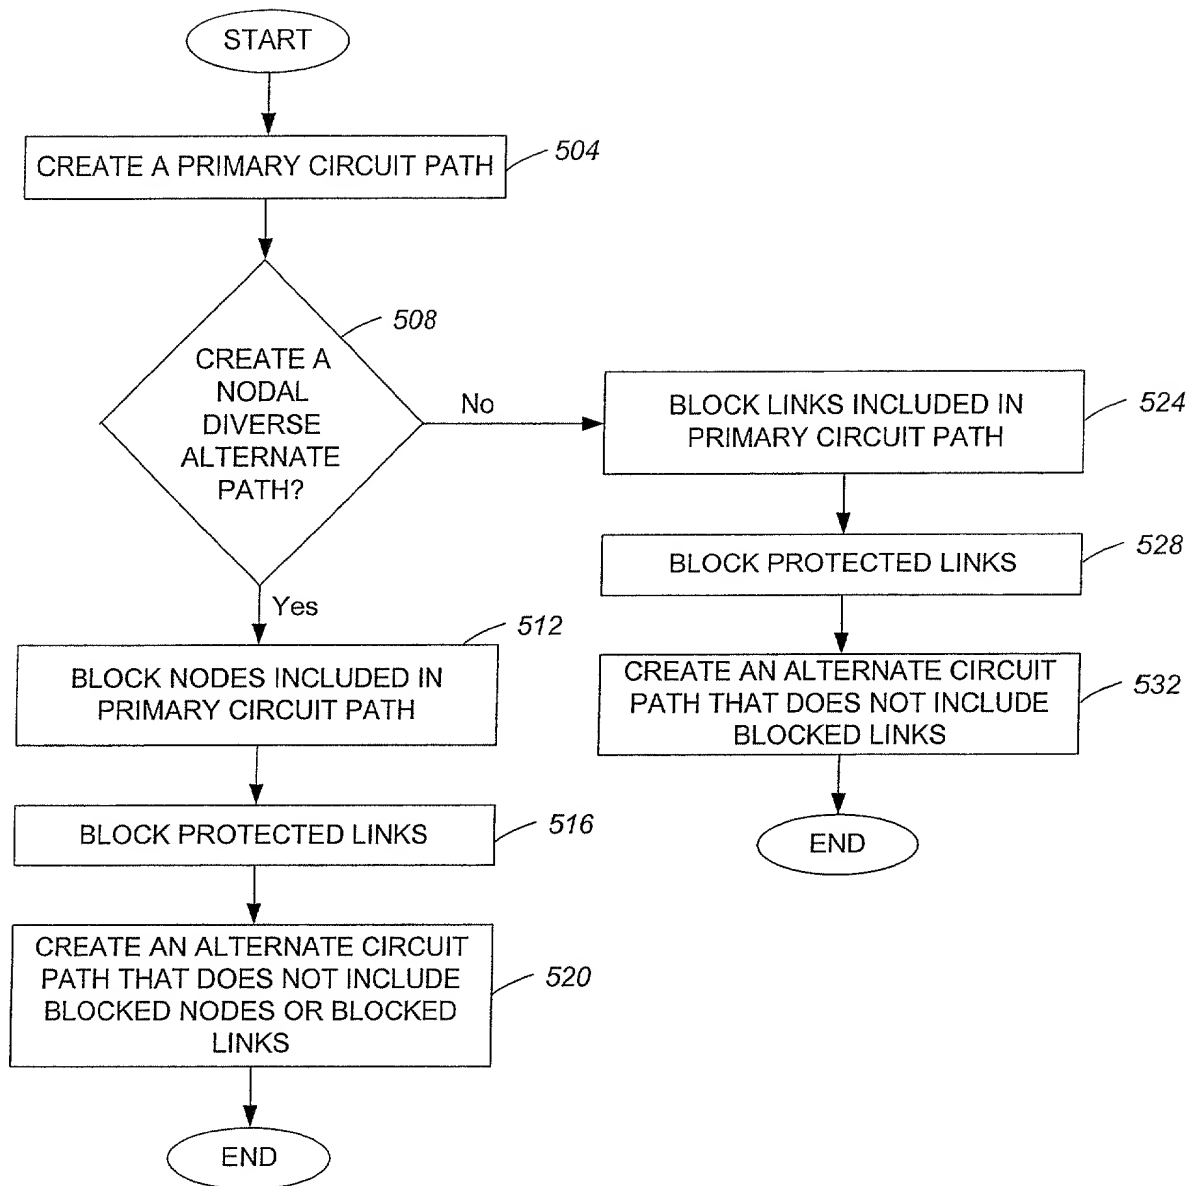 START
CREATE A PRIMARY CIRCUIT PATH
504
508
CREATE A
NODAL
DIVERSE
ALTERNATE
PATH?
No
Yes
BLOCK LINKS INCLUDED IN
PRIMARY CIRCUIT PATH
524
BLOCK PROTECTED LINKS
528
CREATE AN ALTERNATE CIRCUIT
PATH THAT DOES NOT INCLUDE
BLOCKED LINKS
532
END
512
BLOCK NODES INCLUDED IN
PRIMARY CIRCUIT PATH
BLOCK PROTECTED LINKS
516
CREATE AN ALTERNATE CIRCUIT
PATH THAT DOES NOT INCLUDE
BLOCKED NODES OR BLOCKED
LINKS
520
END